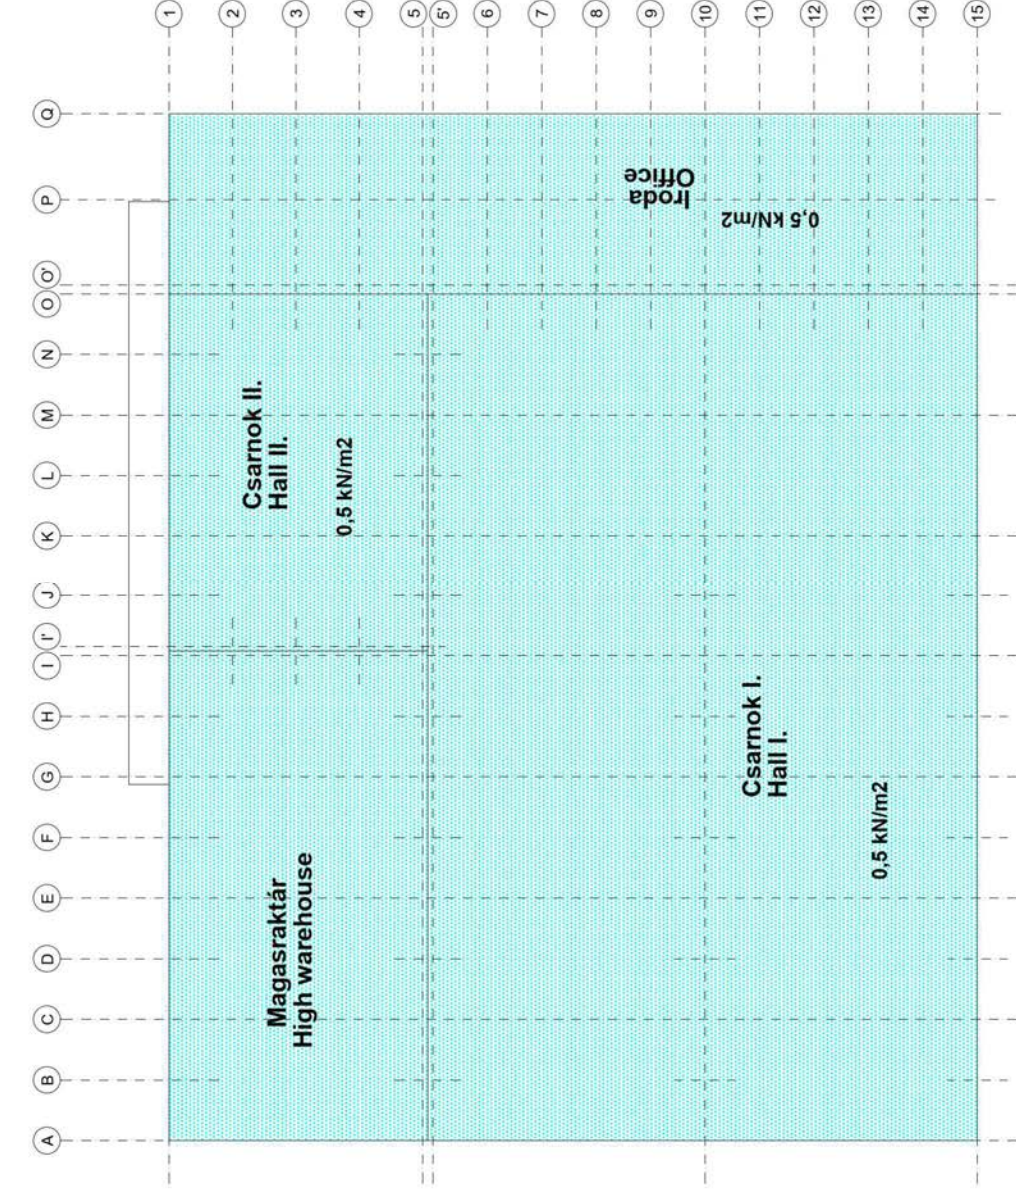 1
2
3
4
5
5'
6
7
8
9
10
11
12
13
14
15
Q
P
O'
O
N
M
L
K
J
I'
I
H
G
F
E
D
C
B
A
Iroda
Office
0,5 kN/m2
Csarnok II.
Hall II.
0,5 kN/m2
Magasraktár
High warehouse
Csarnok I.
Hall I.
0,5 kN/m2